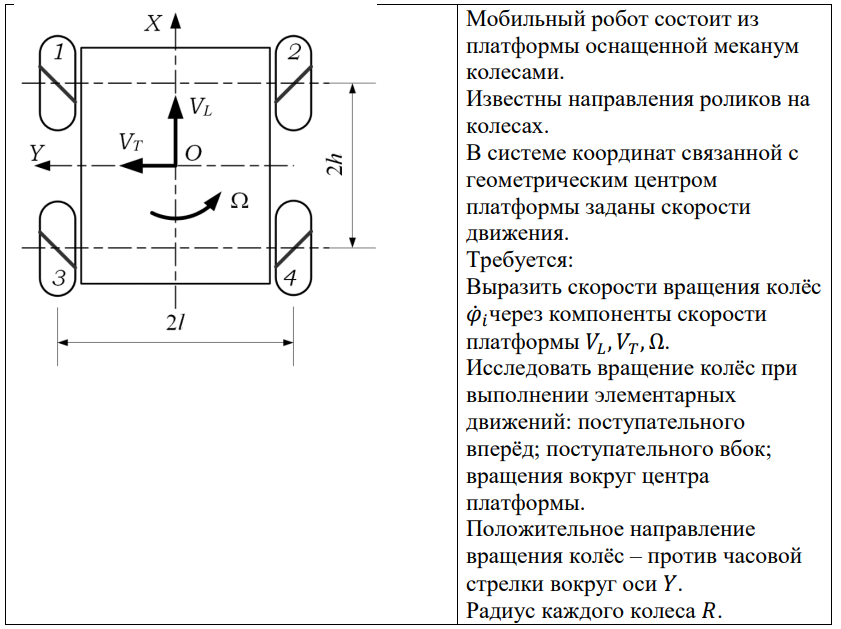 X
1
2
V_L
V_T
Y
O
2h
Ω
3
4
2l
Мобильный робот состоит из
платформы оснащенной меканум
колесами.
Известны направления роликов на
колесах.
В системе координат связанной с
геометрическим центром
платформы заданы скорости
движения.
Требуется:
Выразить скорости вращения колёс
φ̇ᵢчерез компоненты скорости
платформы V_L, V_T, Ω.
Исследовать вращение колёс при
выполнении элементарных
движений: поступательного
вперёд; поступательного вбок;
вращения вокруг центра
платформы.
Положительное направление
вращения колёс – против часовой
стрелки вокруг оси Y.
Радиус каждого колеса R.